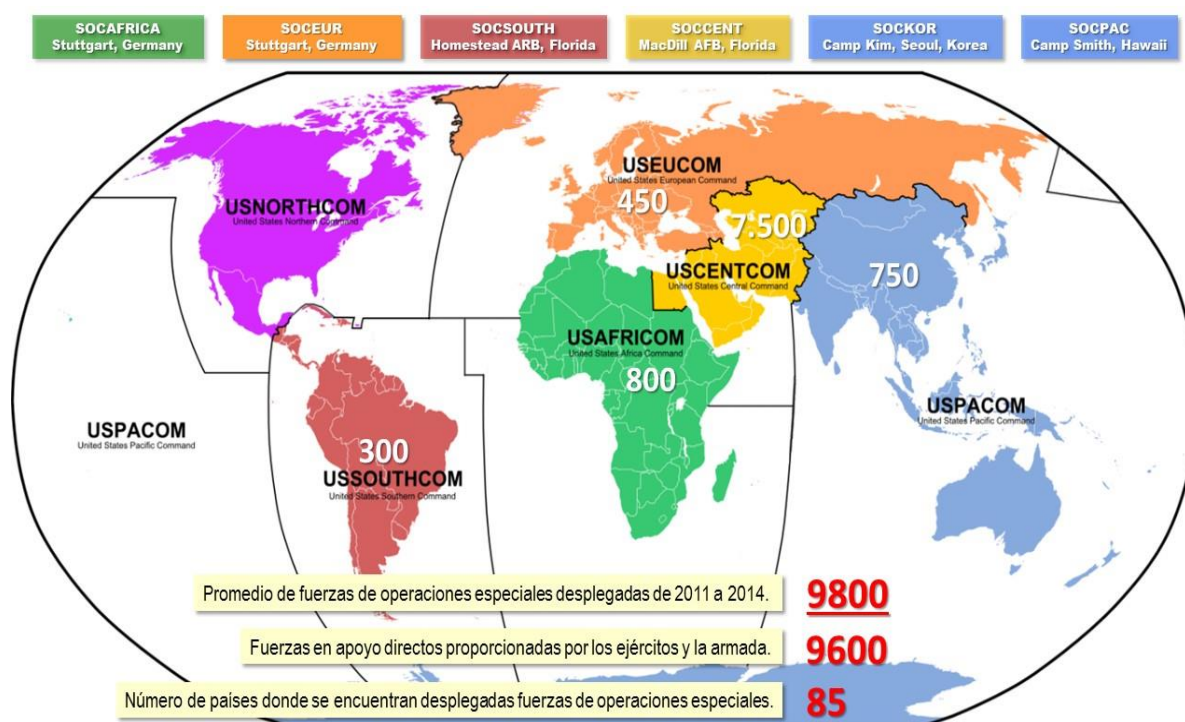 SOCAFRICA
Stuttgart, Germany
SOCEUR
Stuttgart, Germany
SOCSOUTH
Homestead ARB, Florida
SOCCENT
MacDill AFB, Florida
SOCKOR
Camp Kim, Seoul, Korea
SOCPAC
Camp Smith, Hawaii
USEUCOM
United States European Command
450
USNORTHCOM
United States Northern Command
7.500
USCENTCOM
United States Central Command
750
USAFRICOM
United States Africa Command
800
USPACOM
United States Pacific Command
USPACOM
United States Pacific Command
300
USSOUTHCOM
United States Southern Command
Promedio de fuerzas de operaciones especiales desplegadas de 2011 a 2014. 9800
Fuerzas en apoyo directos proporcionadas por los ejércitos y la armada. 9600
Número de países donde se encuentran desplegadas fuerzas de operaciones especiales. 85